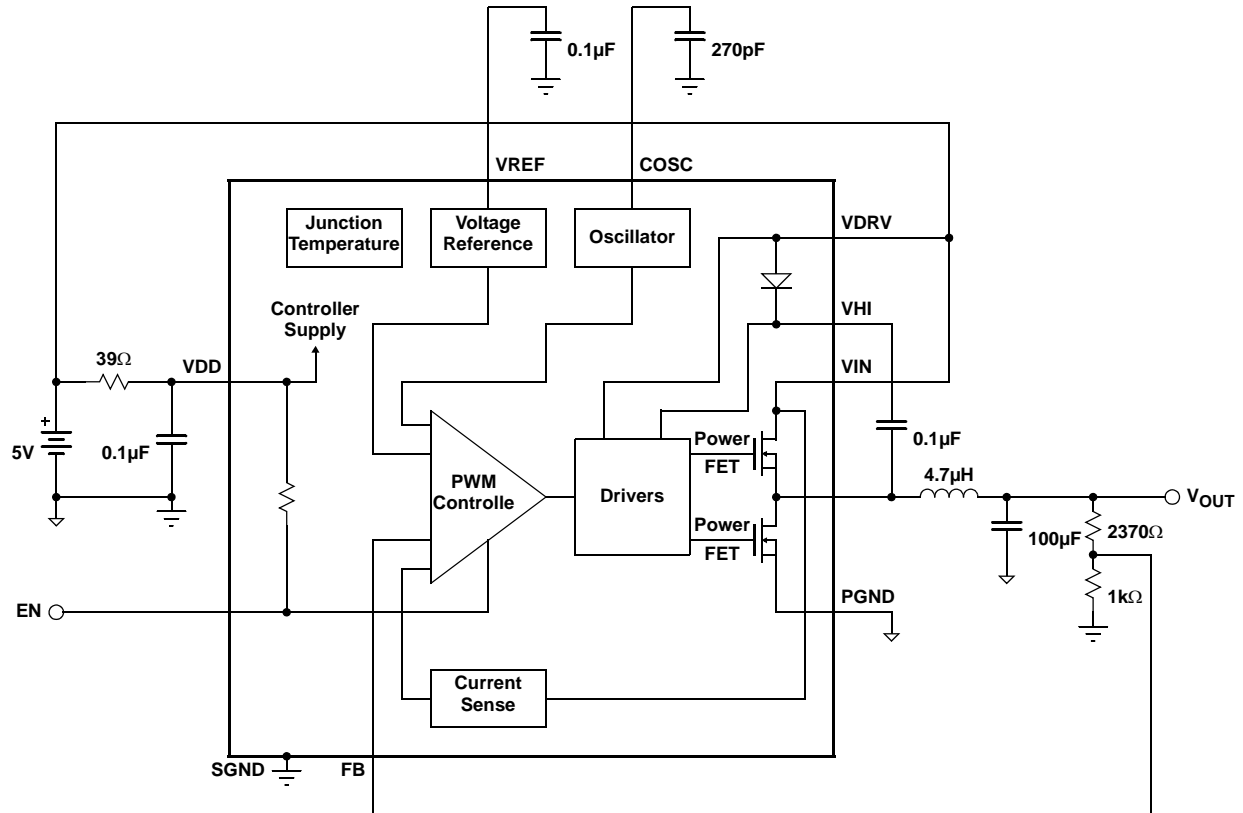 0.1µF
270pF
VREF
COSC
Junction
Temperature
Voltage
Reference
Oscillator
VDRV
Controller
Supply
VHI
39Ω
VDD
VIN
+
5V
0.1µF
PWM
Controlle
Drivers
Power
FET
Power
FET
0.1µF
4.7µH
VOUT
100µF
2370Ω
1kΩ
EN
PGND
Current
Sense
SGND
FB